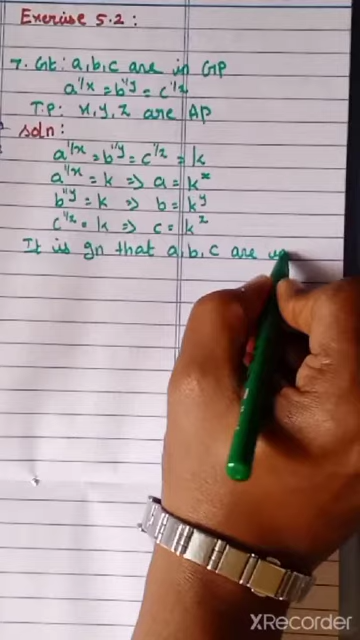 Exercise 5.2:
7. Gt: a, b, c are in GP
a^1/x = b^1/y = c^1/z
T.P: x, y, z are AP
soln:
a^1/x = b^1/y = c^1/z = k
a^1/x = k => a = k^x
b^1/y = k => b = k^y
c^1/z = k => c = k^z
It is gn that a, b, c are
XRecorder